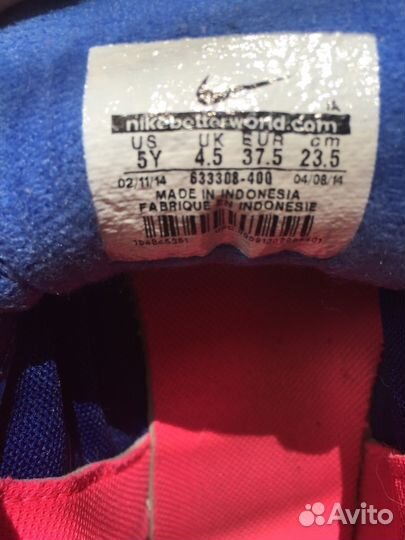 IA
nikebetterworld.com
US UK EUR cm
5Y 4.5 37.5 23.5
02/11/14 633308-400 04/08/14
MADE IN INDONESIA
FABRIQUE EN INDONESIE
Avito